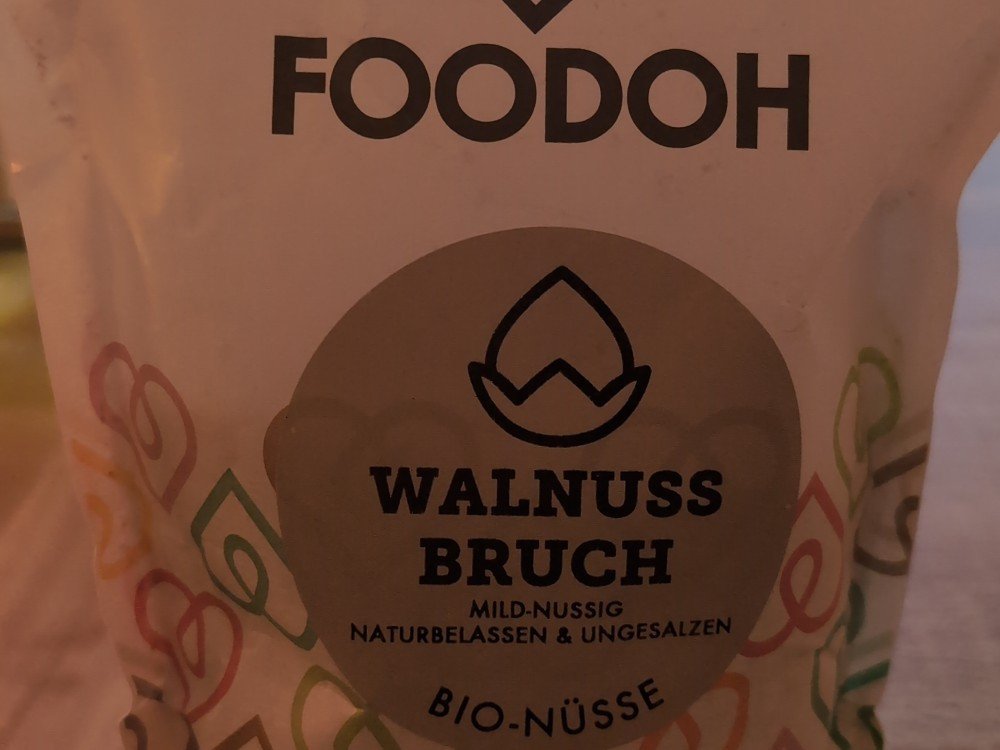 FOODOH
WALNUSS
BRUCH
MILD-NUSSIG
NATURBELASSEN & UNGESALZEN
BIO-NÜSSE